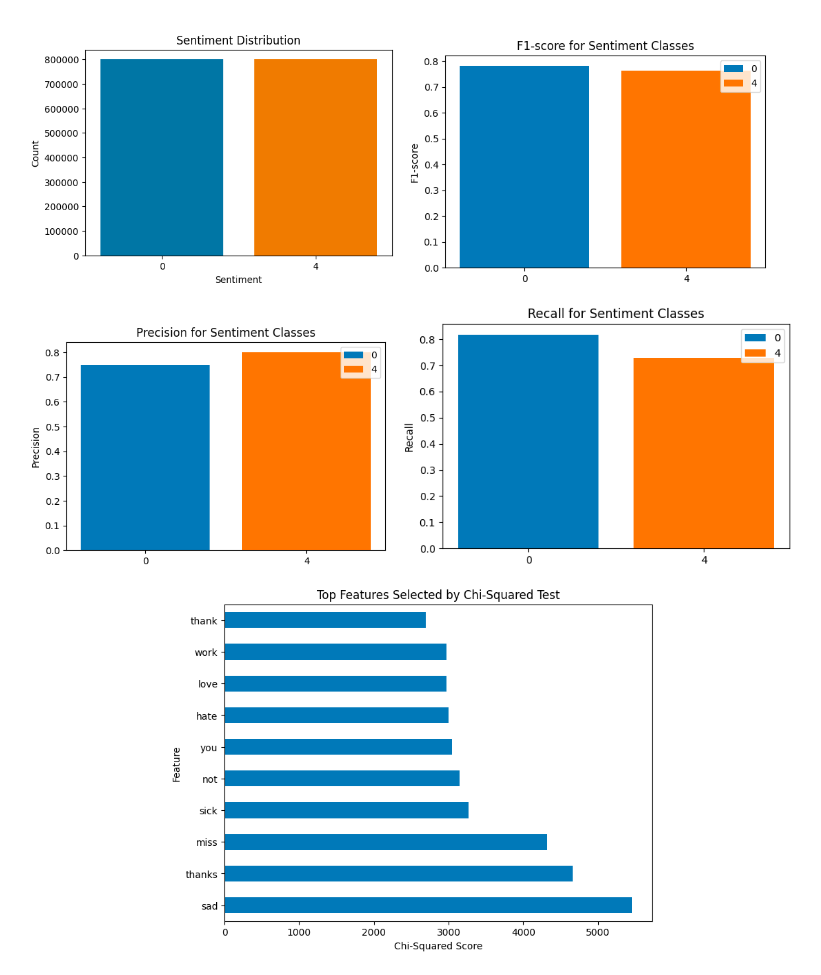 Sentiment Distribution
800000
700000
600000
500000
400000
300000
200000
100000
0
Count
0 4
Sentiment
F1-score for Sentiment Classes
0.8
0.7
0.6
0.5
0.4
0.3
0.2
0.1
0.0
F1-score
0
4
0 4
Precision for Sentiment Classes
0.8
0.7
0.6
0.5
0.4
0.3
0.2
0.1
0.0
Precision
0
4
0 4
Recall for Sentiment Classes
0.8
0.7
0.6
0.5
0.4
0.3
0.2
0.1
0.0
Recall
0
4
0 4
Top Features Selected by Chi-Squared Test
thank
work
love
hate
you
not
sick
miss
thanks
sad
Feature
0 1000 2000 3000 4000 5000
Chi-Squared Score